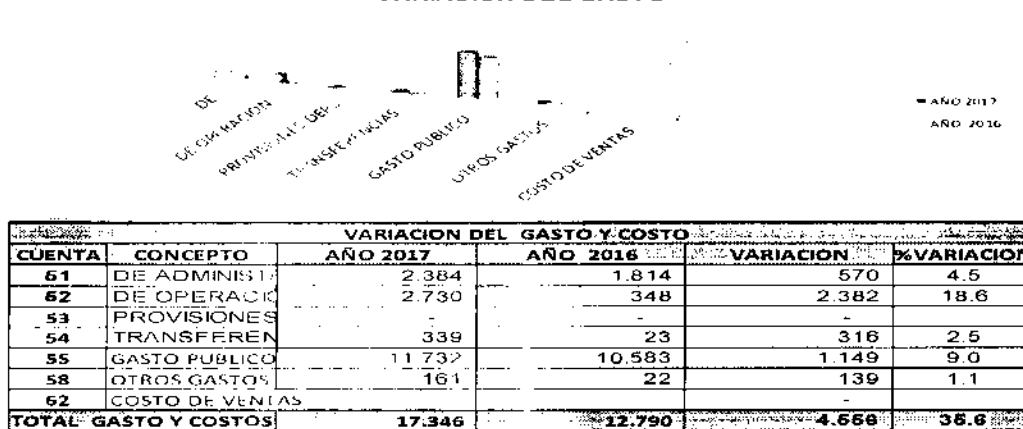 DE
DE OPERACION
PROVISIONES DEP...
TRANSFERENCIAS
GASTO PUBLICO
OTROS GASTOS
COSTO DE VENTAS
AÑO 2017
AÑO 2016
VARIACION DEL GASTO Y COSTO
CUENTA CONCEPTO AÑO 2017 AÑO 2016 VARIACION %VARIACION
51 DE ADMINIST 2.384 1.814 570 4.5
52 DE OPERACIO 2.730 348 2.382 18.6
53 PROVISIONES - - -
54 TRANSFEREN 339 23 316 2.5
55 GASTO PUBLICO 11.732 10.583 1.149 9.0
58 OTROS GASTOS 161 22 139 1.1
62 COSTO DE VENTAS -
TOTAL GASTO Y COSTOS 17.346 12.790 4.556 35.6